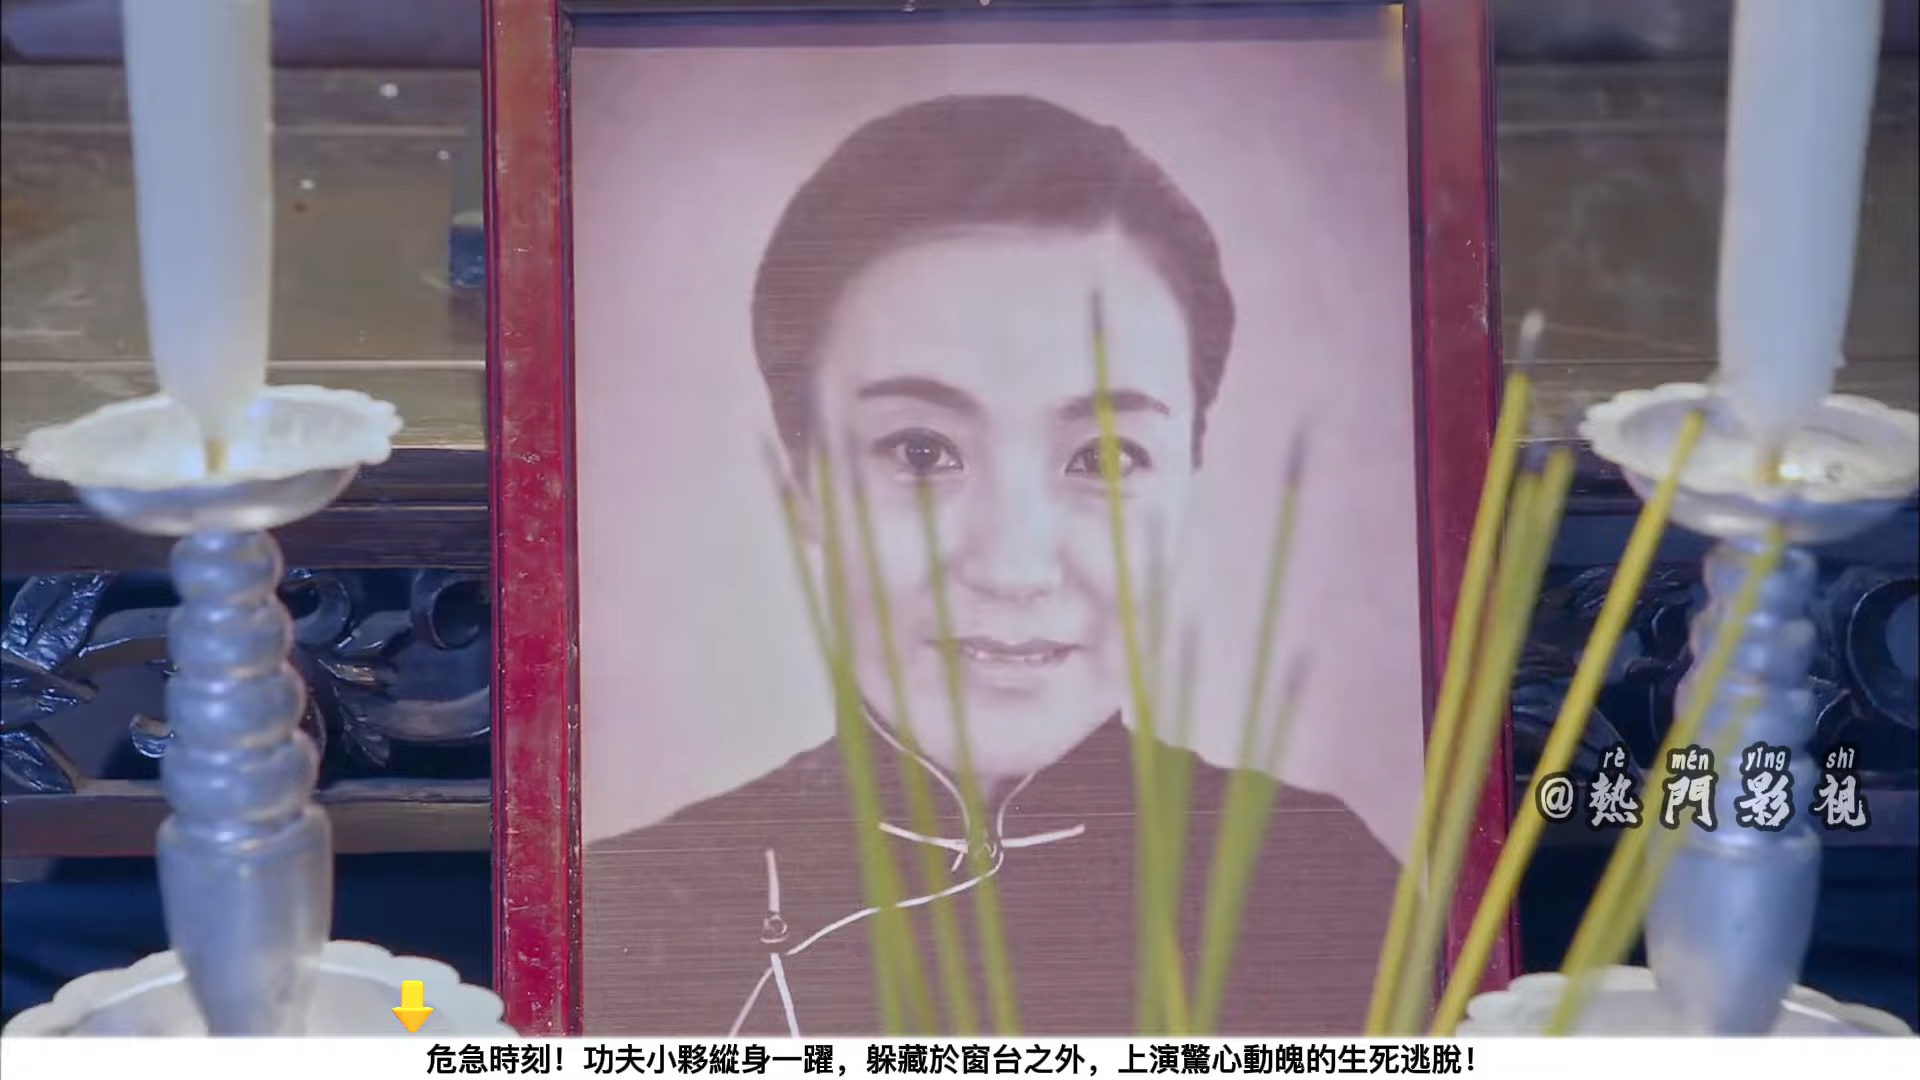 rè mén yǐng shì
@熱門影視
危急時刻！功夫小夥縱身一躍，躲藏於窗台之外，上演驚心動魄的生死逃脫！